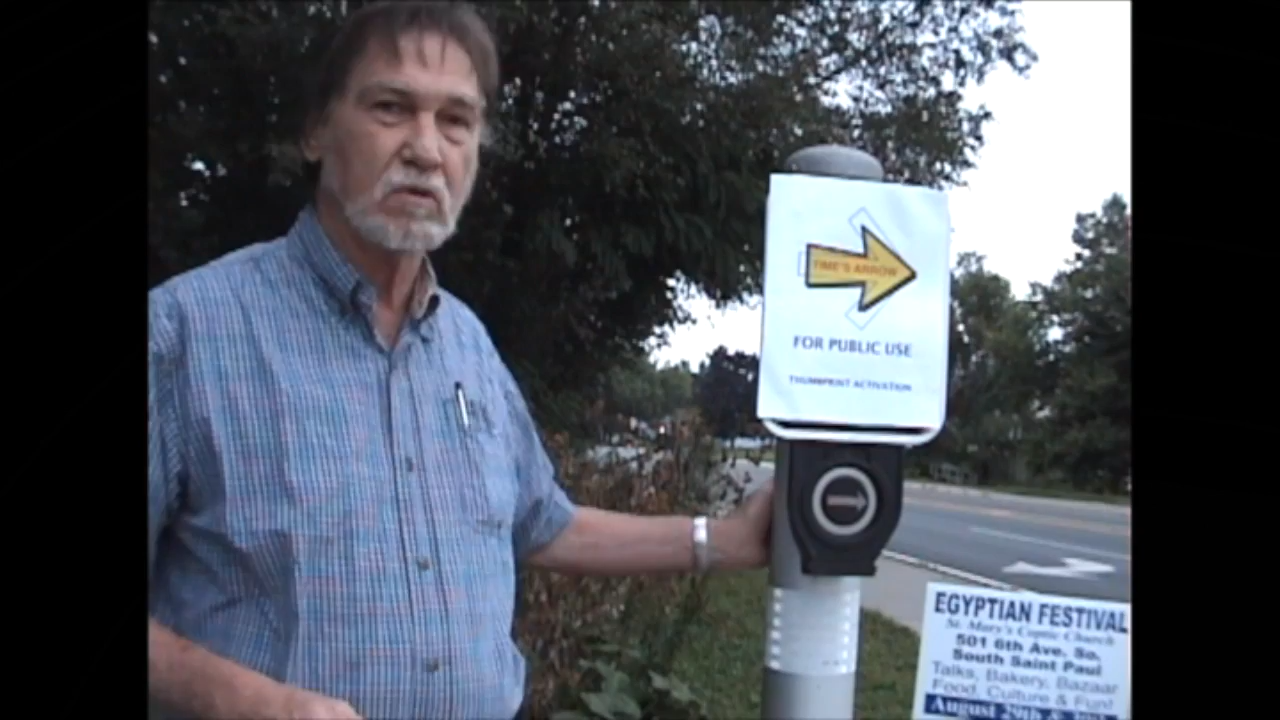 TIME'S ARROW
FOR PUBLIC USE
THUMBPRINT ACTIVATION
EGYPTIAN FESTIVAL
St. Mary's Coptic Church
501 6th Ave. So.
South Saint Paul
Talks, Bakery, Bazaar
Food, Culture & Fun!
August 29th &